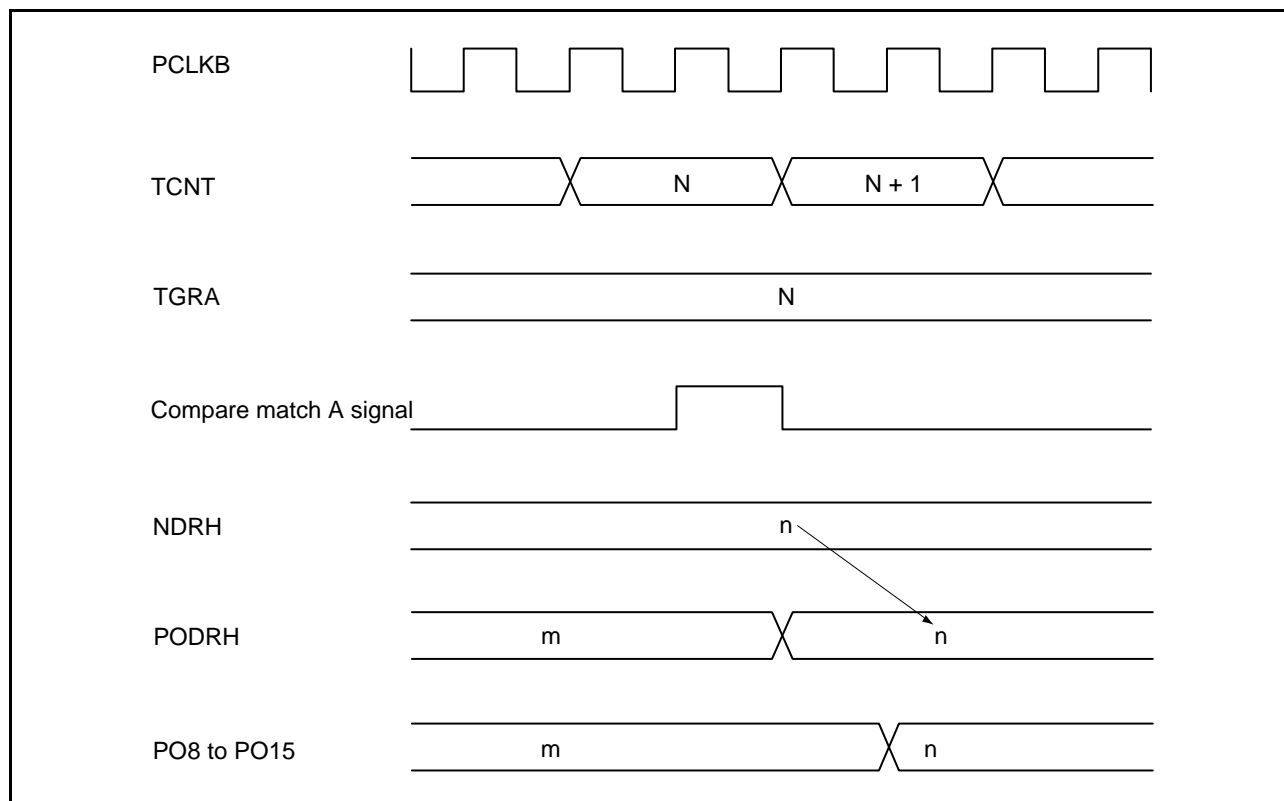 PCLKB
TCNT N N + 1
TGRA N
Compare match A signal
NDRH n
PODRH m n
PO8 to PO15 m n